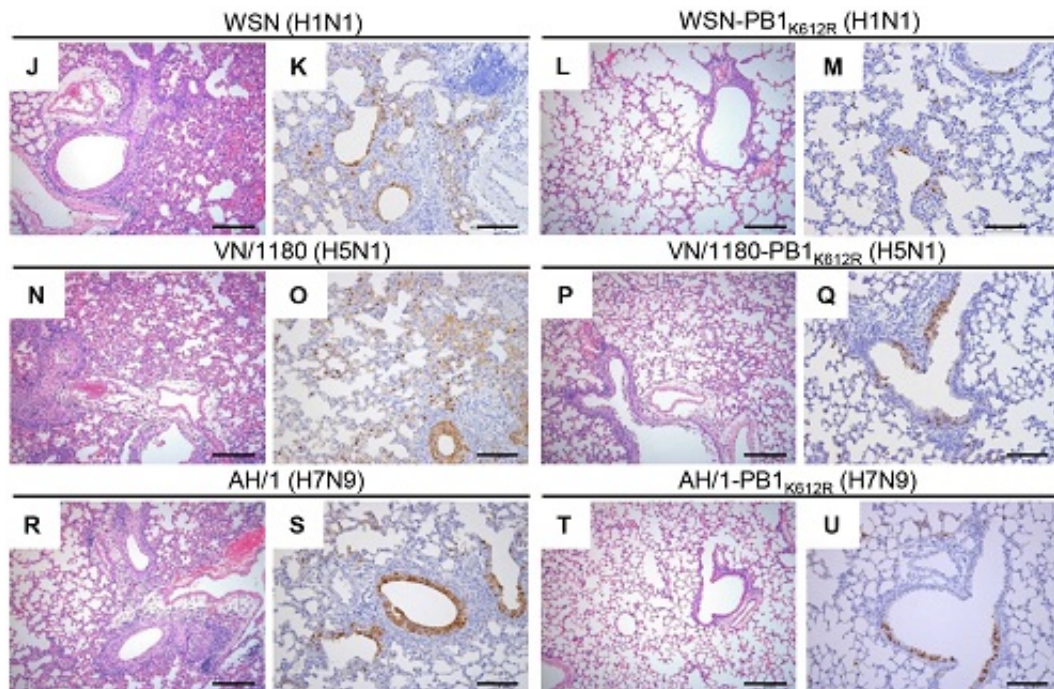 WSN (H1N1) WSN-PB1K612R (H1N1)
J K L M
VN/1180 (H5N1) VN/1180-PB1K612R (H5N1)
N O P Q
AH/1 (H7N9) AH/1-PB1K612R (H7N9)
R S T U